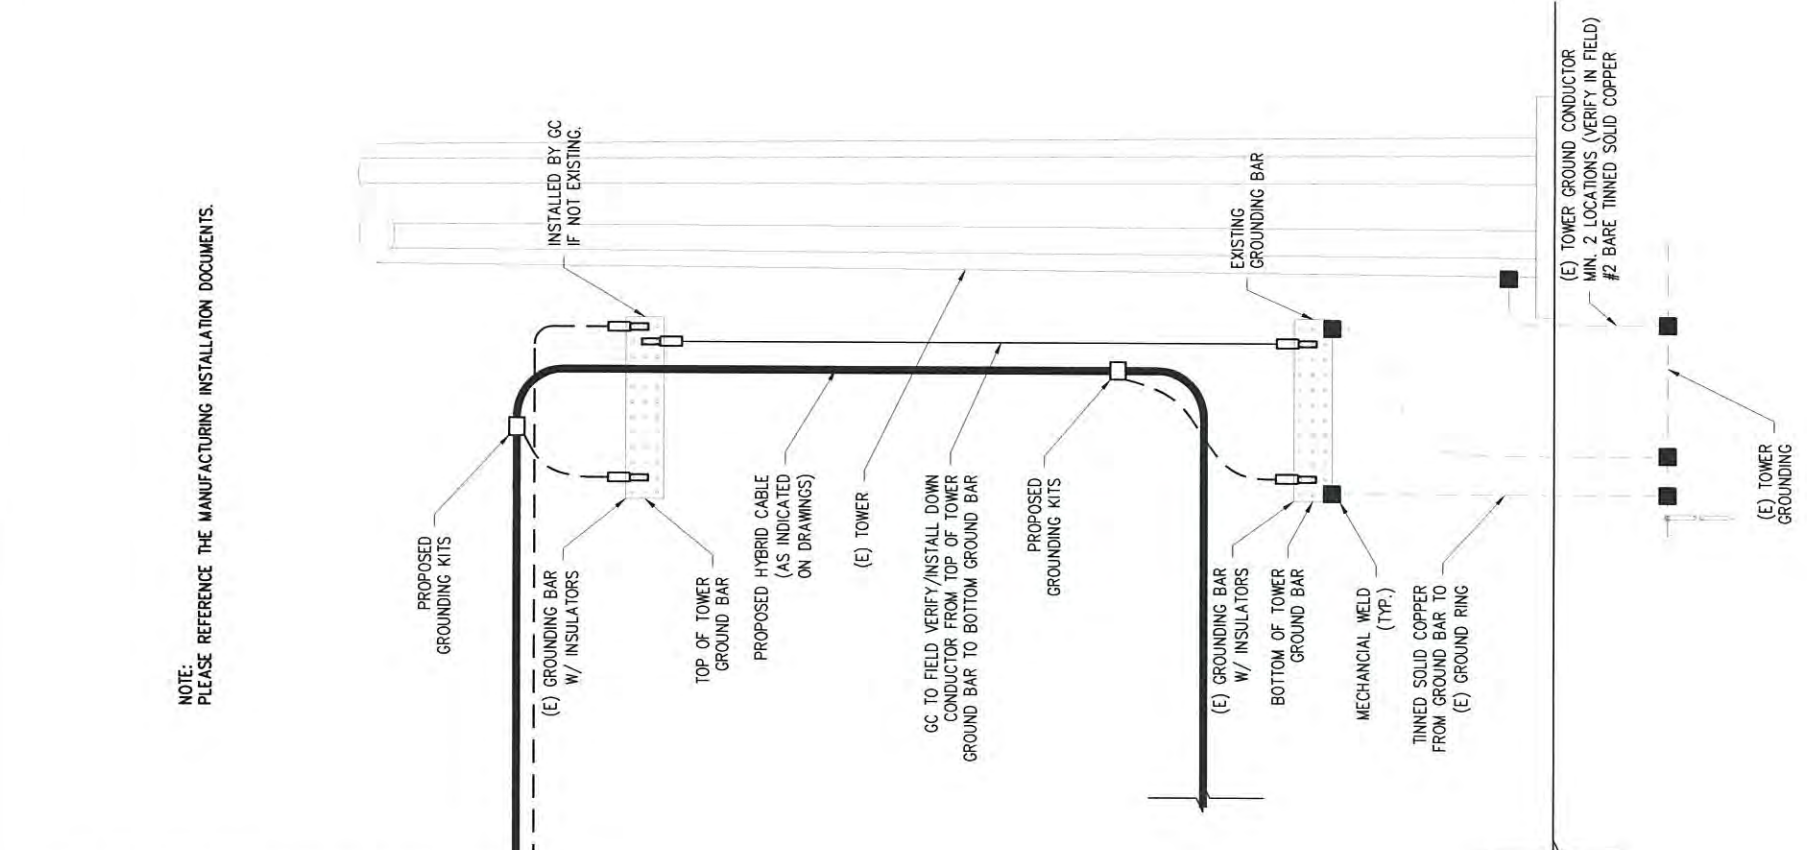 NOTE:
PLEASE REFERENCE THE MANUFACTURING INSTALLATION DOCUMENTS.
PROPOSED
GROUNDING KITS
(E) GROUNDING BAR
W/ INSULATORS
INSTALLED BY GC
IF NOT EXISTING.
TOP OF TOWER
GROUND BAR
PROPOSED HYBRID CABLE
(AS INDICATED
ON DRAWINGS)
(E) TOWER
GC TO FIELD VERIFY/INSTALL DOWN
CONDUCTOR FROM TOP OF TOWER
GROUND BAR TO BOTTOM GROUND BAR
PROPOSED
GROUNDING KITS
(E) GROUNDING BAR
W/ INSULATORS
EXISTING
GROUNDING BAR
BOTTOM OF TOWER
GROUND BAR
MECHANCIAL WELD
(TYP.)
TINNED SOLID COPPER
FROM GROUND BAR TO
(E) GROUND RING
(E) TOWER GROUND CONDUCTOR
MIN. 2 LOCATIONS (VERIFY IN FIELD)
#2 BARE TINNED SOLID COPPER
(E) TOWER
GROUNDING